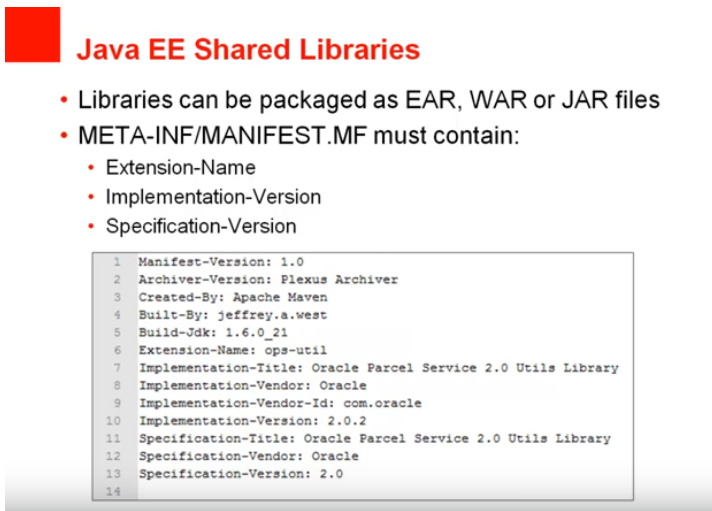 Java EE Shared Libraries
• Libraries can be packaged as EAR, WAR or JAR files
• META-INF/MANIFEST.MF must contain:
• Extension-Name
• Implementation-Version
• Specification-Version
1 Manifest-Version: 1.0
2 Archiver-Version: Plexus Archiver
3 Created-By: Apache Maven
4 Built-By: jeffrey.a.west
5 Build-Jdk: 1.6.0_21
6 Extension-Name: ops-util
7 Implementation-Title: Oracle Parcel Service 2.0 Utils Library
8 Implementation-Vendor: Oracle
9 Implementation-Vendor-Id: com.oracle
10 Implementation-Version: 2.0.2
11 Specification-Title: Oracle Parcel Service 2.0 Utils Library
12 Specification-Vendor: Oracle
13 Specification-Version: 2.0
14